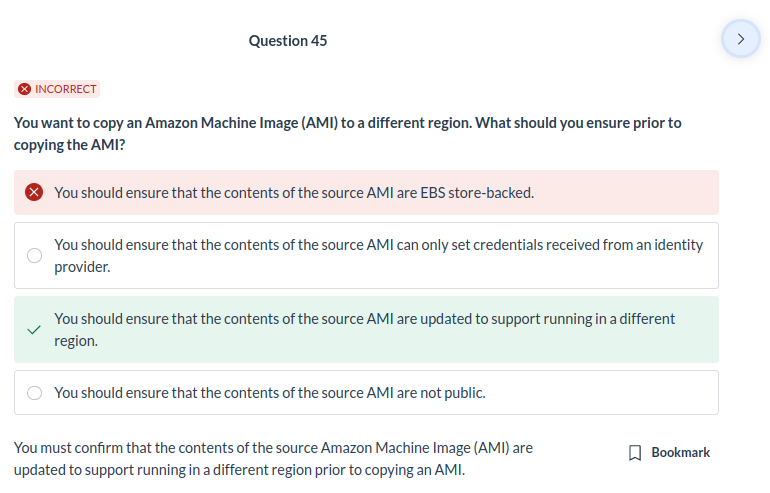 Question 45
INCORRECT
You want to copy an Amazon Machine Image (AMI) to a different region. What should you ensure prior to
copying the AMI?
You should ensure that the contents of the source AMI are EBS store-backed.
You should ensure that the contents of the source AMI can only set credentials received from an identity
provider.
You should ensure that the contents of the source AMI are updated to support running in a different
region.
You should ensure that the contents of the source AMI are not public.
You must confirm that the contents of the source Amazon Machine Image (AMI) are
updated to support running in a different region prior to copying an AMI.
Bookmark